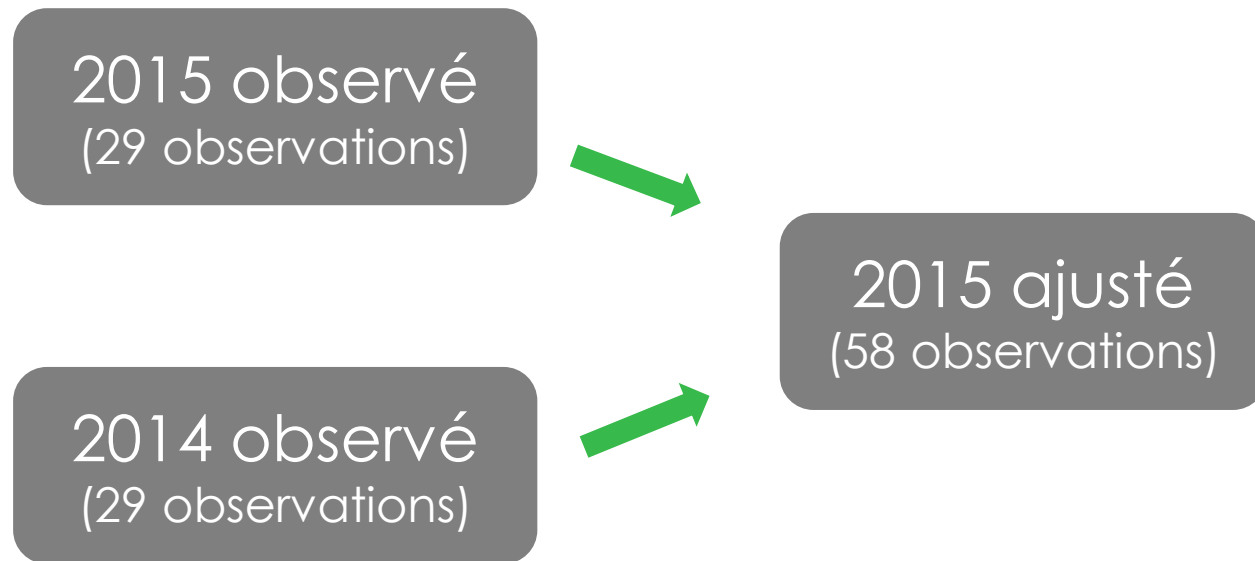 2015 observé
(29 observations)
2015 ajusté
(58 observations)
2014 observé
(29 observations)